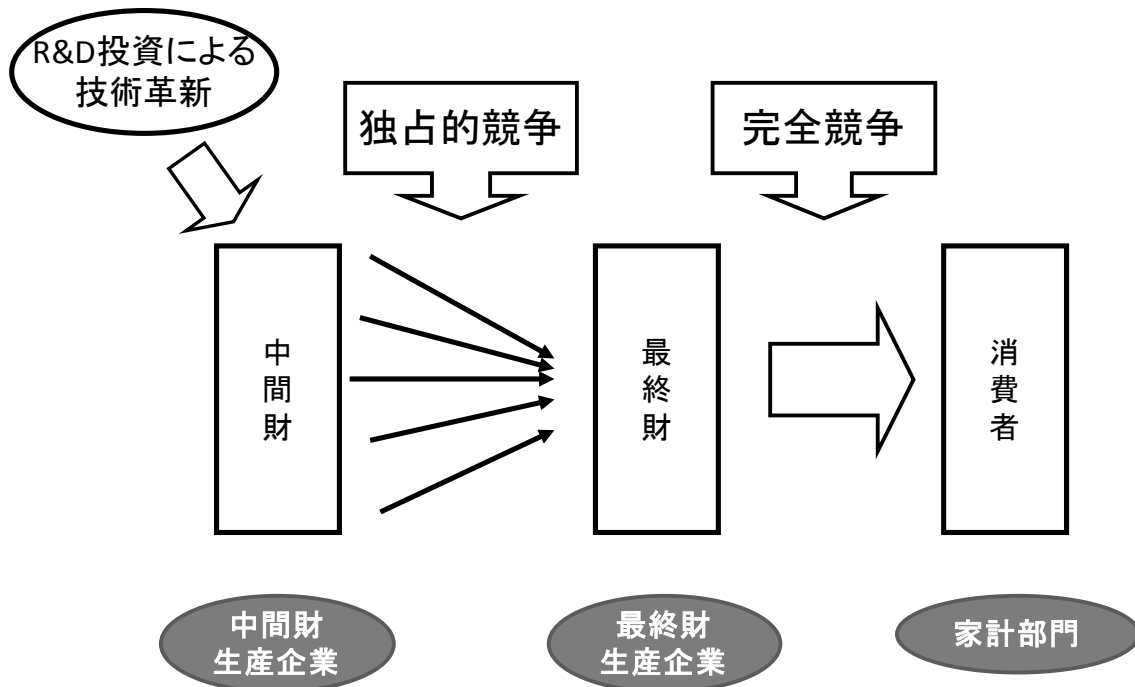 R&D投資による
技術革新
独占的競争
完全競争
中間財
最終財
消費者
中間財
生産企業
最終財
生産企業
家計部門